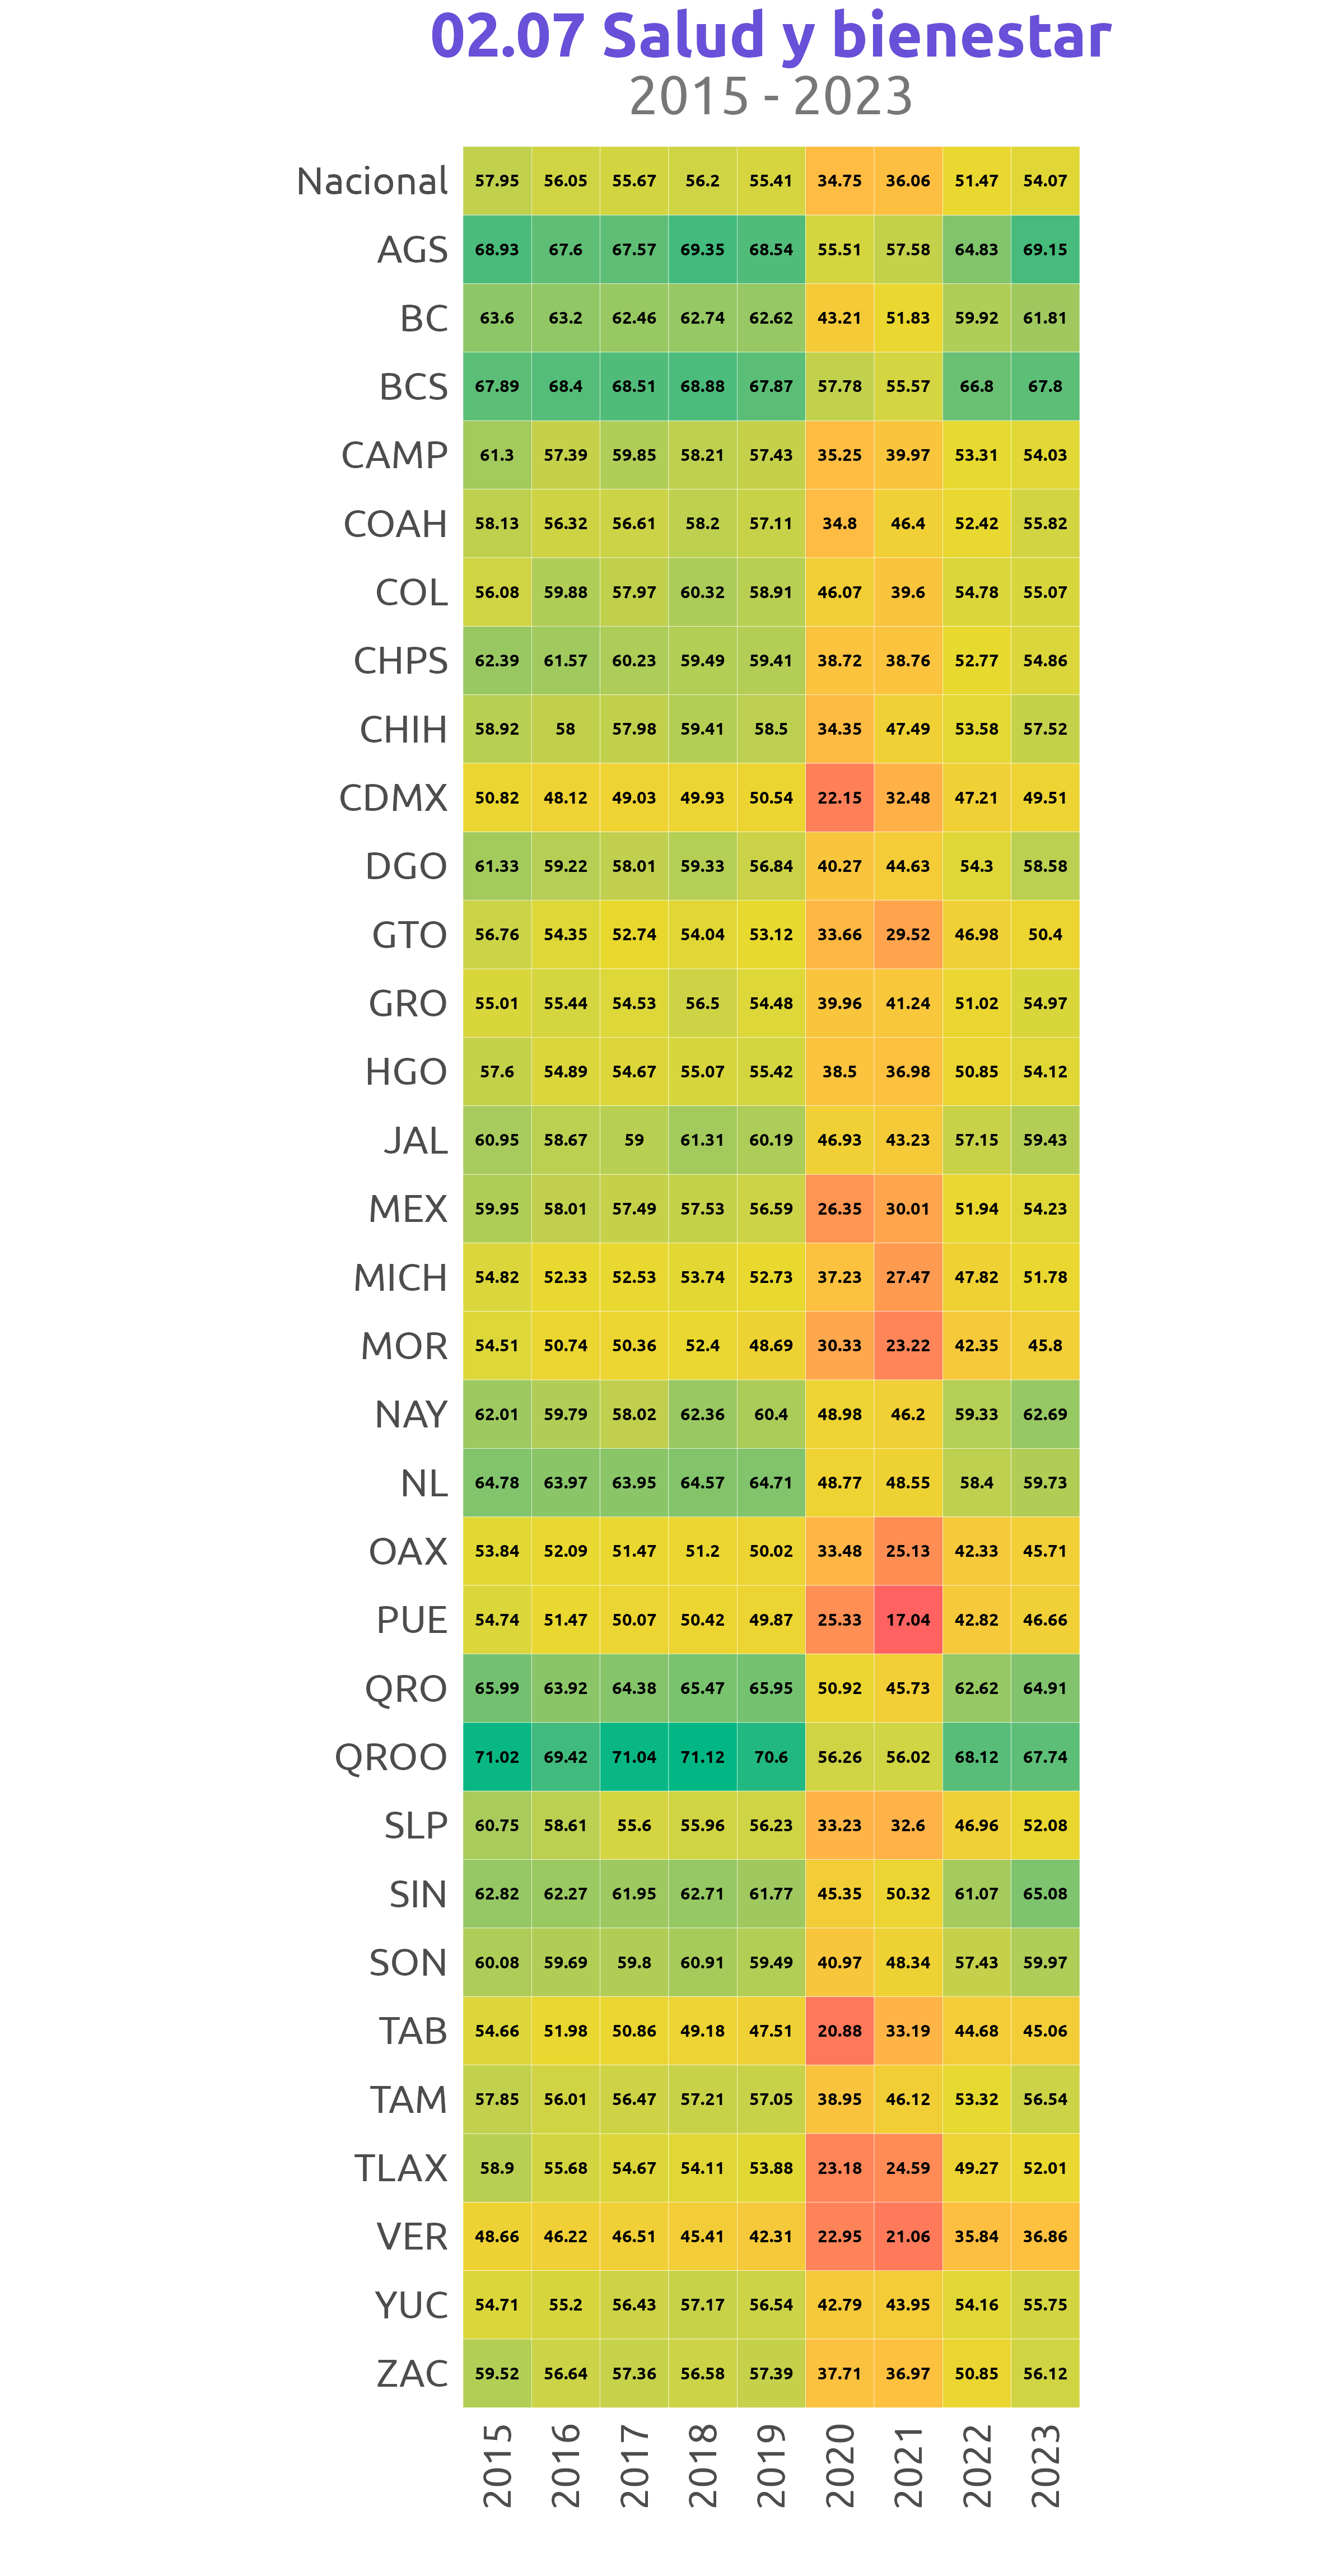 02.07 Salud y bienestar
2015 - 2023
Nacional 57.95 56.05 55.67 56.2 55.41 34.75 36.06 51.47 54.07
AGS 68.93 67.6 67.57 69.35 68.54 55.51 57.58 64.83 69.15
BC 63.6 63.2 62.46 62.74 62.62 43.21 51.83 59.92 61.81
BCS 67.89 68.4 68.51 68.88 67.87 57.78 55.57 66.8 67.8
CAMP 61.3 57.39 59.85 58.21 57.43 35.25 39.97 53.31 54.03
COAH 58.13 56.32 56.61 58.2 57.11 34.8 46.4 52.42 55.82
COL 56.08 59.88 57.97 60.32 58.91 46.07 39.6 54.78 55.07
CHPS 62.39 61.57 60.23 59.49 59.41 38.72 38.76 52.77 54.86
CHIH 58.92 58 57.98 59.41 58.5 34.35 47.49 53.58 57.52
CDMX 50.82 48.12 49.03 49.93 50.54 22.15 32.48 47.21 49.51
DGO 61.33 59.22 58.01 59.33 56.84 40.27 44.63 54.3 58.58
GTO 56.76 54.35 52.74 54.04 53.12 33.66 29.52 46.98 50.4
GRO 55.01 55.44 54.53 56.5 54.48 39.96 41.24 51.02 54.97
HGO 57.6 54.89 54.67 55.07 55.42 38.5 36.98 50.85 54.12
JAL 60.95 58.67 59 61.31 60.19 46.93 43.23 57.15 59.43
MEX 59.95 58.01 57.49 57.53 56.59 26.35 30.01 51.94 54.23
MICH 54.82 52.33 52.53 53.74 52.73 37.23 27.47 47.82 51.78
MOR 54.51 50.74 50.36 52.4 48.69 30.33 23.22 42.35 45.8
NAY 62.01 59.79 58.02 62.36 60.4 48.98 46.2 59.33 62.69
NL 64.78 63.97 63.95 64.57 64.71 48.77 48.55 58.4 59.73
OAX 53.84 52.09 51.47 51.2 50.02 33.48 25.13 42.33 45.71
PUE 54.74 51.47 50.07 50.42 49.87 25.33 17.04 42.82 46.66
QRO 65.99 63.92 64.38 65.47 65.95 50.92 45.73 62.62 64.91
QROO 71.02 69.42 71.04 71.12 70.6 56.26 56.02 68.12 67.74
SLP 60.75 58.61 55.6 55.96 56.23 33.23 32.6 46.96 52.08
SIN 62.82 62.27 61.95 62.71 61.77 45.35 50.32 61.07 65.08
SON 60.08 59.69 59.8 60.91 59.49 40.97 48.34 57.43 59.97
TAB 54.66 51.98 50.86 49.18 47.51 20.88 33.19 44.68 45.06
TAM 57.85 56.01 56.47 57.21 57.05 38.95 46.12 53.32 56.54
TLAX 58.9 55.68 54.67 54.11 53.88 23.18 24.59 49.27 52.01
VER 48.66 46.22 46.51 45.41 42.31 22.95 21.06 35.84 36.86
YUC 54.71 55.2 56.43 57.17 56.54 42.79 43.95 54.16 55.75
ZAC 59.52 56.64 57.36 56.58 57.39 37.71 36.97 50.85 56.12
2015 2016 2017 2018 2019 2020 2021 2022 2023